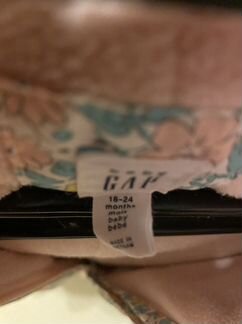 GAP
18-24
months
mois
baby
bébé
MADE IN